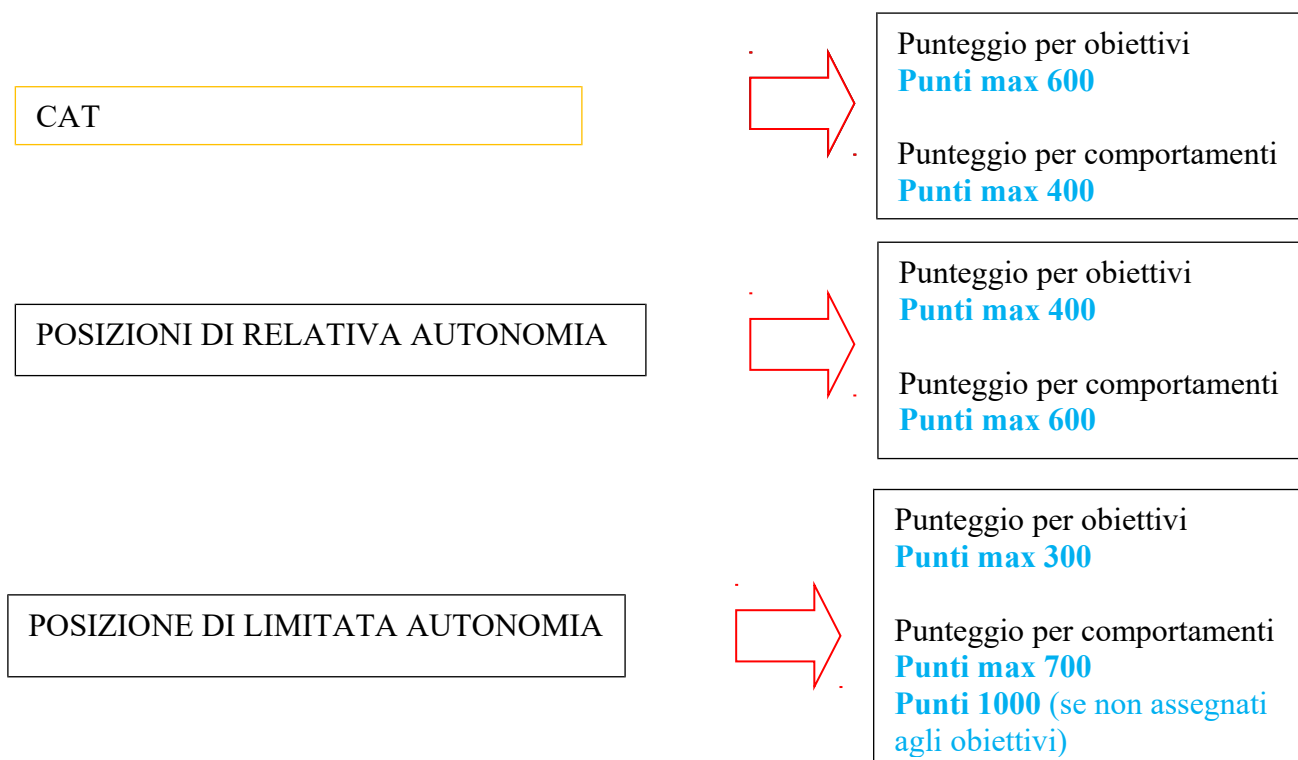 CAT
Punteggio per obiettivi
Punti max 600
Punteggio per comportamenti
Punti max 400
POSIZIONI DI RELATIVA AUTONOMIA
Punteggio per obiettivi
Punti max 400
Punteggio per comportamenti
Punti max 600
POSIZIONE DI LIMITATA AUTONOMIA
Punteggio per obiettivi
Punti max 300
Punteggio per comportamenti
Punti max 700
Punti 1000 (se non assegnati
agli obiettivi)